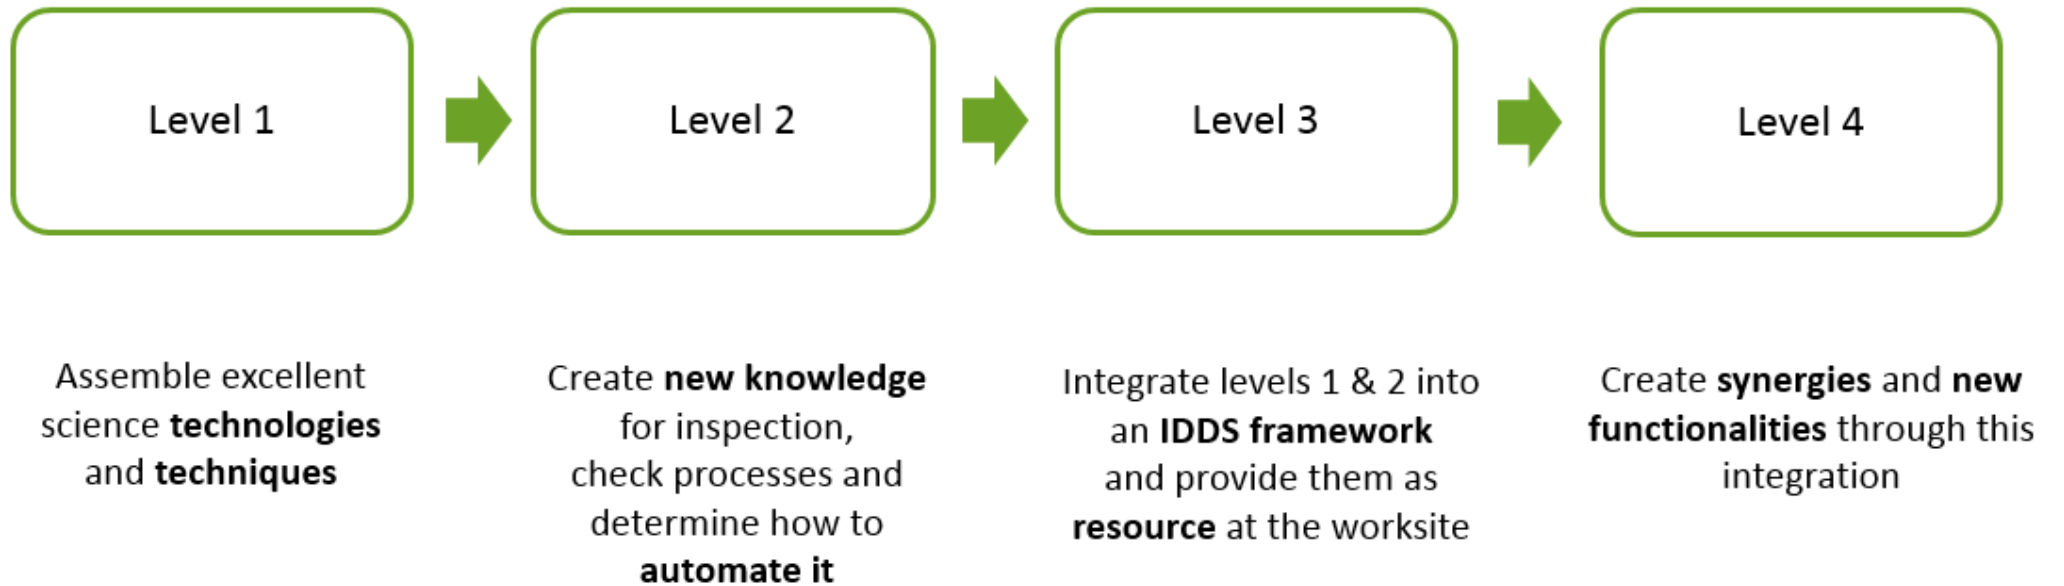 Level 1
Level 2
Level 3
Level 4
Assemble excellent
science technologies
and techniques
Create new knowledge
for inspection,
check processes and
determine how to
automate it
Integrate levels 1 & 2 into
an IDDS framework
and provide them as
resource at the worksite
Create synergies and new
functionalities through this
integration